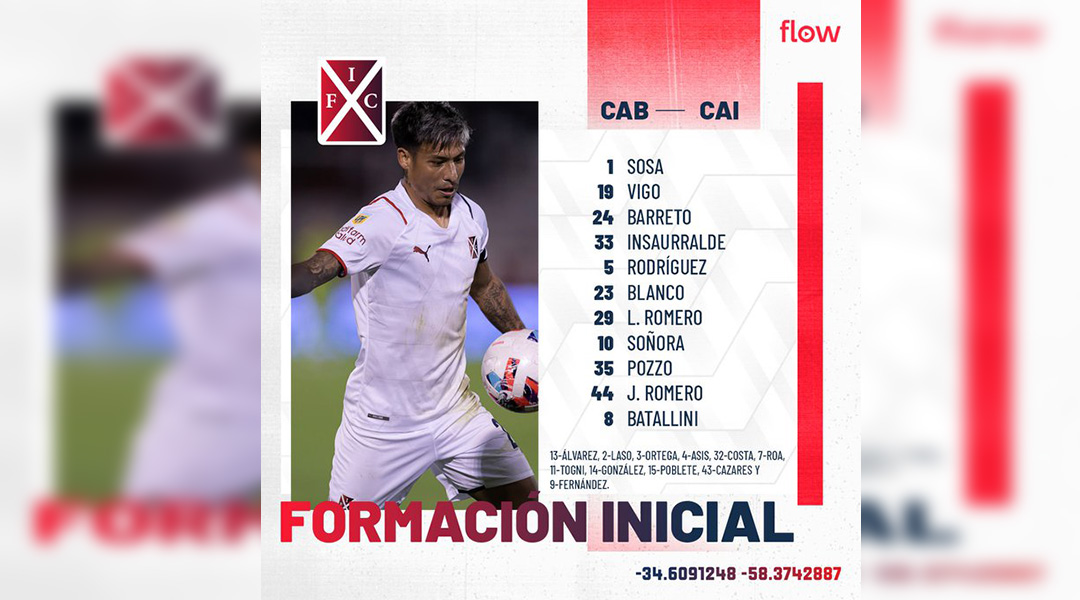 flow
I
F C
CAB — CAI
1 SOSA
19 VIGO
24 BARRETO
33 INSAURRALDE
5 RODRÍGUEZ
23 BLANCO
29 L. ROMERO
10 SOÑORA
35 POZZO
44 J. ROMERO
8 BATALLINI
13-ÁLVAREZ, 2-LASO, 3-ORTEGA, 4-ASIS, 32-COSTA, 7-ROA,
11-TOGNI, 14-GONZÁLEZ, 15-POBLETE, 43-CAZARES Y
9-FERNÁNDEZ.
FORMACIÓN INICIAL
-34.6091248 -58.3742887